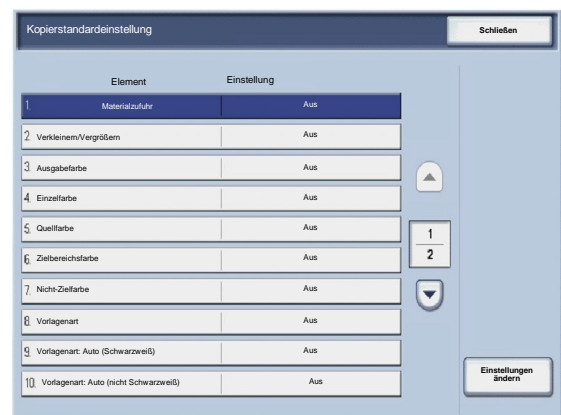 Kopierstandardeinstellung
Schließen
Element Einstellung
1. Materialzufuhr Aus
2. Verkleinern/Vergrößern Aus
3. Ausgabefarbe Aus
4. Einzelfarbe Aus
5. Quellfarbe Aus
6. Zielbereichsfarbe Aus
7. Nicht-Zielfarbe Aus
8. Vorlagenart Aus
9. Vorlagenart: Auto (Schwarzweiß) Aus
10. Vorlagenart: Auto (nicht Schwarzweiß) Aus
1
2
Einstellungen
ändern